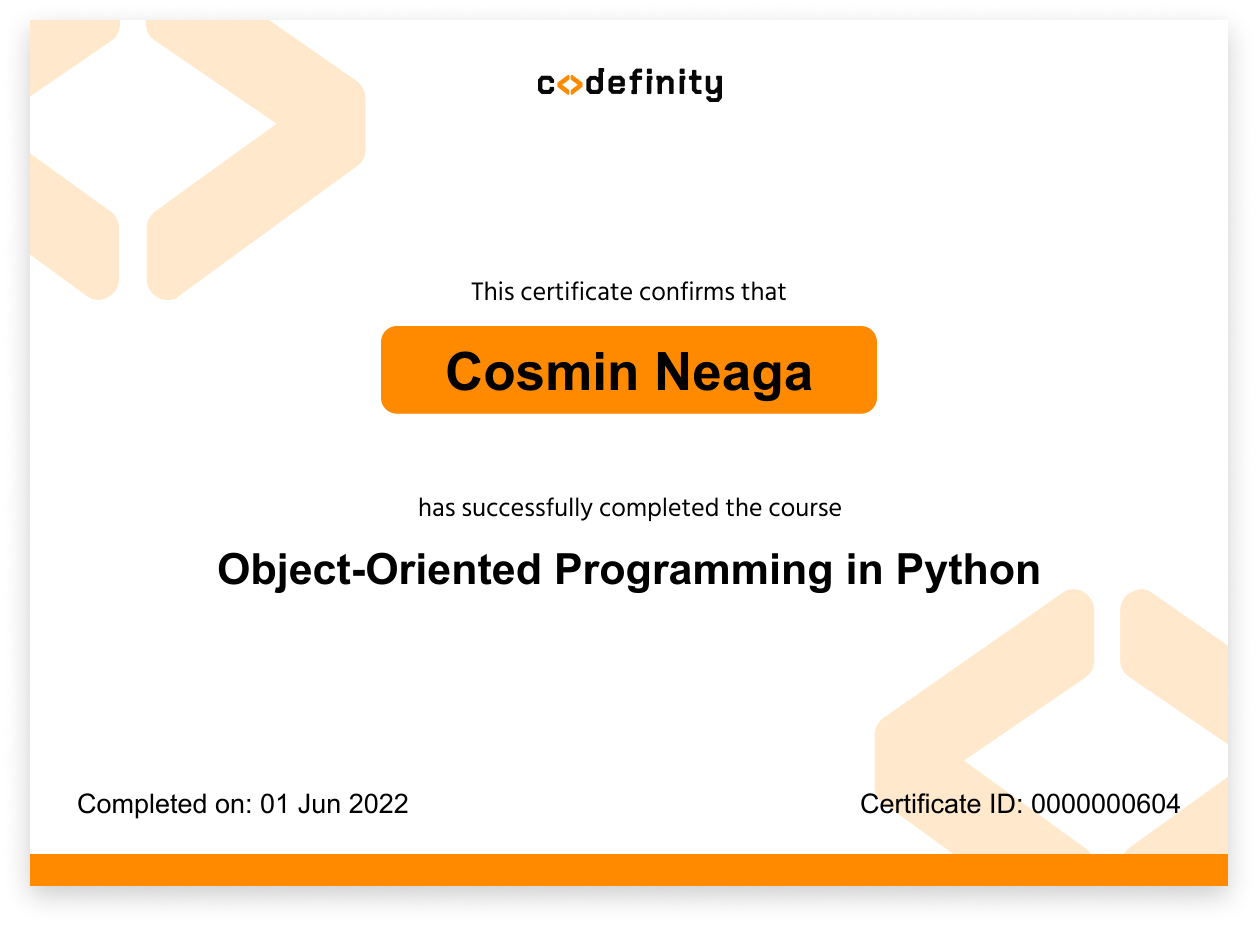 codefinity
This certificate confirms that
Cosmin Neaga
has successfully completed the course
Object-Oriented Programming in Python
Completed on: 01 Jun 2022
Certificate ID: 0000000604